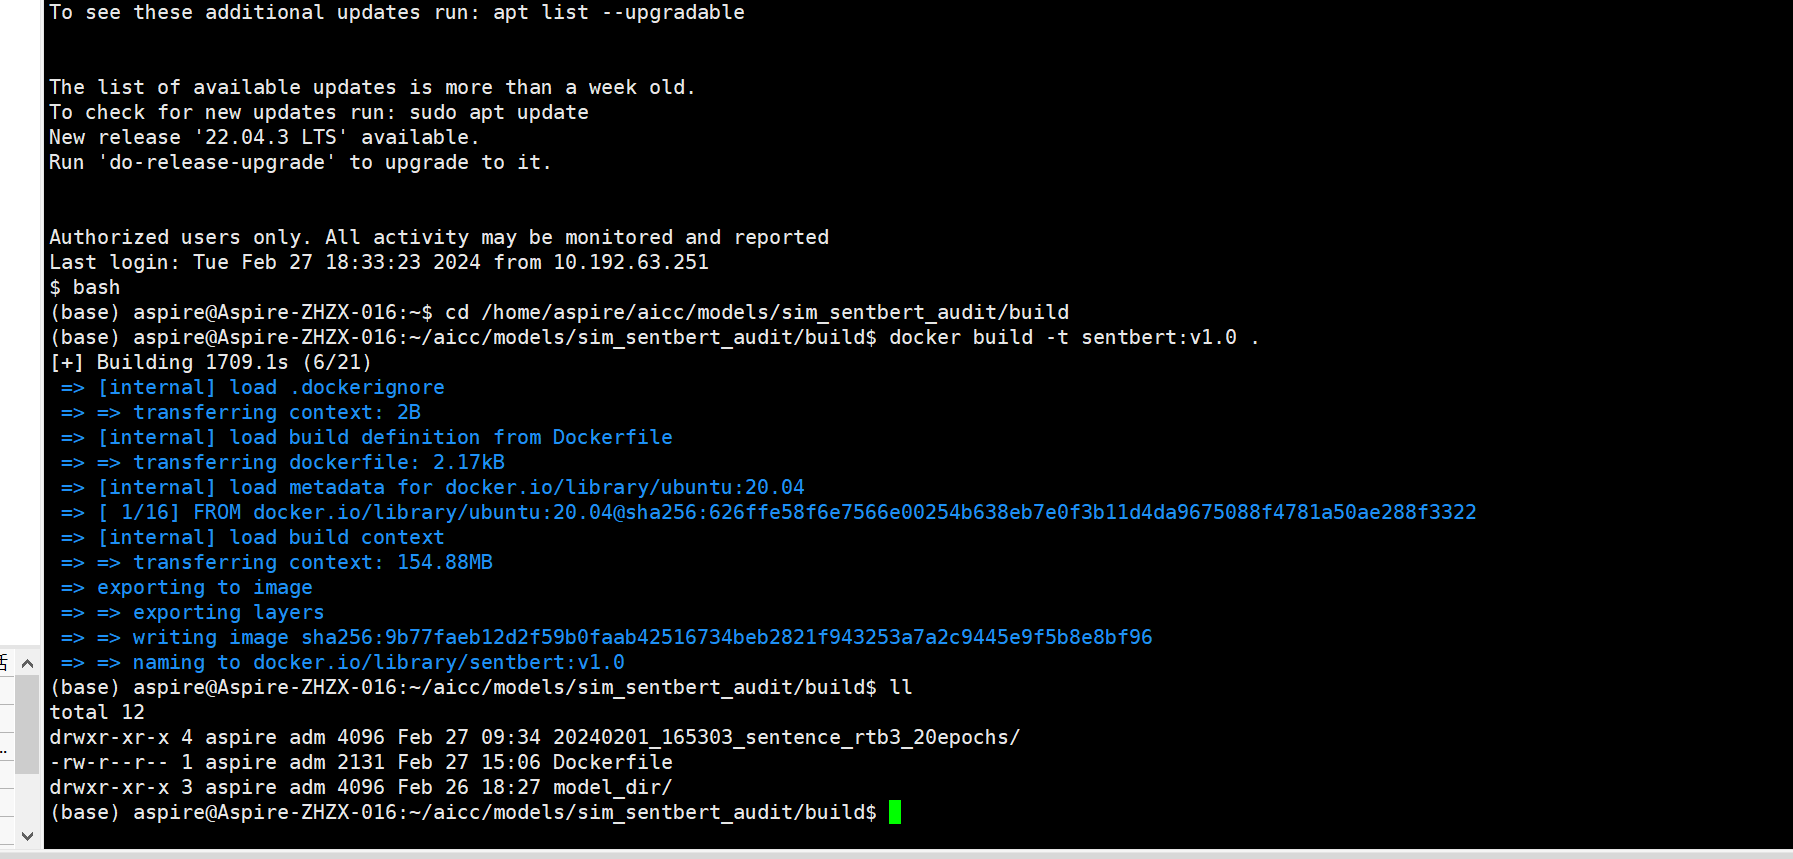 To see these additional updates run: apt list --upgradable
The list of available updates is more than a week old.
To check for new updates run: sudo apt update
New release '22.04.3 LTS' available.
Run 'do-release-upgrade' to upgrade to it.
Authorized users only. All activity may be monitored and reported
Last login: Tue Feb 27 18:33:23 2024 from 10.192.63.251
$ bash
(base) aspire@Aspire-ZHZX-016:~$ cd /home/aspire/aicc/models/sim_sentbert_audit/build
(base) aspire@Aspire-ZHZX-016:~/aicc/models/sim_sentbert_audit/build$ docker build -t sentbert:v1.0 .
[+] Building 1709.1s (6/21)
=> [internal] load .dockerignore
=> => transferring context: 2B
=> [internal] load build definition from Dockerfile
=> => transferring dockerfile: 2.17kB
=> [internal] load metadata for docker.io/library/ubuntu:20.04
=> [ 1/16] FROM docker.io/library/ubuntu:20.04@sha256:626ffe58f6e7566e00254b638eb7e0f3b11d4da9675088f4781a50ae288f3322
=> [internal] load build context
=> => transferring context: 154.88MB
=> exporting to image
=> => exporting layers
=> => writing image sha256:9b77faeb12d2f59b0faab42516734beb2821f943253a7a2c9445e9f5b8e8bf96
=> => naming to docker.io/library/sentbert:v1.0
(base) aspire@Aspire-ZHZX-016:~/aicc/models/sim_sentbert_audit/build$ ll
total 12
drwxr-xr-x 4 aspire adm 4096 Feb 27 09:34 20240201_165303_sentence_rtb3_20epochs/
-rw-r--r-- 1 aspire adm 2131 Feb 27 15:06 Dockerfile
drwxr-xr-x 3 aspire adm 4096 Feb 26 18:27 model_dir/
(base) aspire@Aspire-ZHZX-016:~/aicc/models/sim_sentbert_audit/build$